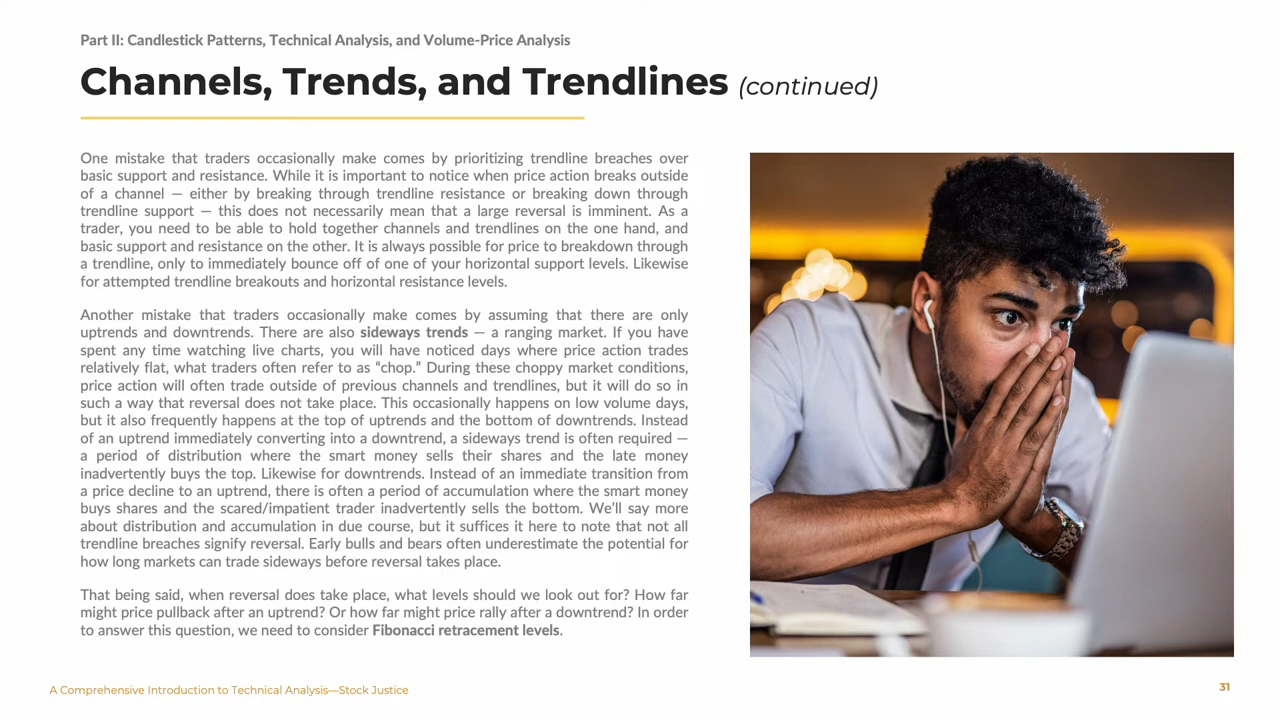 Part II: Candlestick Patterns, Technical Analysis, and Volume-Price Analysis
Channels, Trends, and Trendlines (continued)
One mistake that traders occasionally make comes by prioritizing trendline breaches over
basic support and resistance. While it is important to notice when price action breaks outside
of a channel — either by breaking through trendline resistance or breaking down through
trendline support — this does not necessarily mean that a large reversal is imminent. As a
trader, you need to be able to hold together channels and trendlines on the one hand, and
basic support and resistance on the other. It is always possible for price to breakdown through
a trendline, only to immediately bounce off of one of your horizontal support levels. Likewise
for attempted trendline breakouts and horizontal resistance levels.
Another mistake that traders occasionally make comes by assuming that there are only
uptrends and downtrends. There are also sideways trends — a ranging market. If you have
spent any time watching live charts, you will have noticed days where price action trades
relatively flat, what traders often refer to as “chop.” During these choppy market conditions,
price action will often trade outside of previous channels and trendlines, but it will do so in
such a way that reversal does not take place. This occasionally happens on low volume days,
but it also frequently happens at the top of uptrends and the bottom of downtrends. Instead
of an uptrend immediately converting into a downtrend, a sideways trend is often required —
a period of distribution where the smart money sells their shares and the late money
inadvertently buys the top. Likewise for downtrends. Instead of an immediate transition from
a price decline to an uptrend, there is often a period of accumulation where the smart money
buys shares and the scared/impatient trader inadvertently sells the bottom. We’ll say more
about distribution and accumulation in due course, but it suffices it here to note that not all
trendline breaches signify reversal. Early bulls and bears often underestimate the potential for
how long markets can trade sideways before reversal takes place.
That being said, when reversal does take place, what levels should we look out for? How far
might price pullback after an uptrend? Or how far might price rally after a downtrend? In order
to answer this question, we need to consider Fibonacci retracement levels.
A Comprehensive Introduction to Technical Analysis—Stock Justice
31